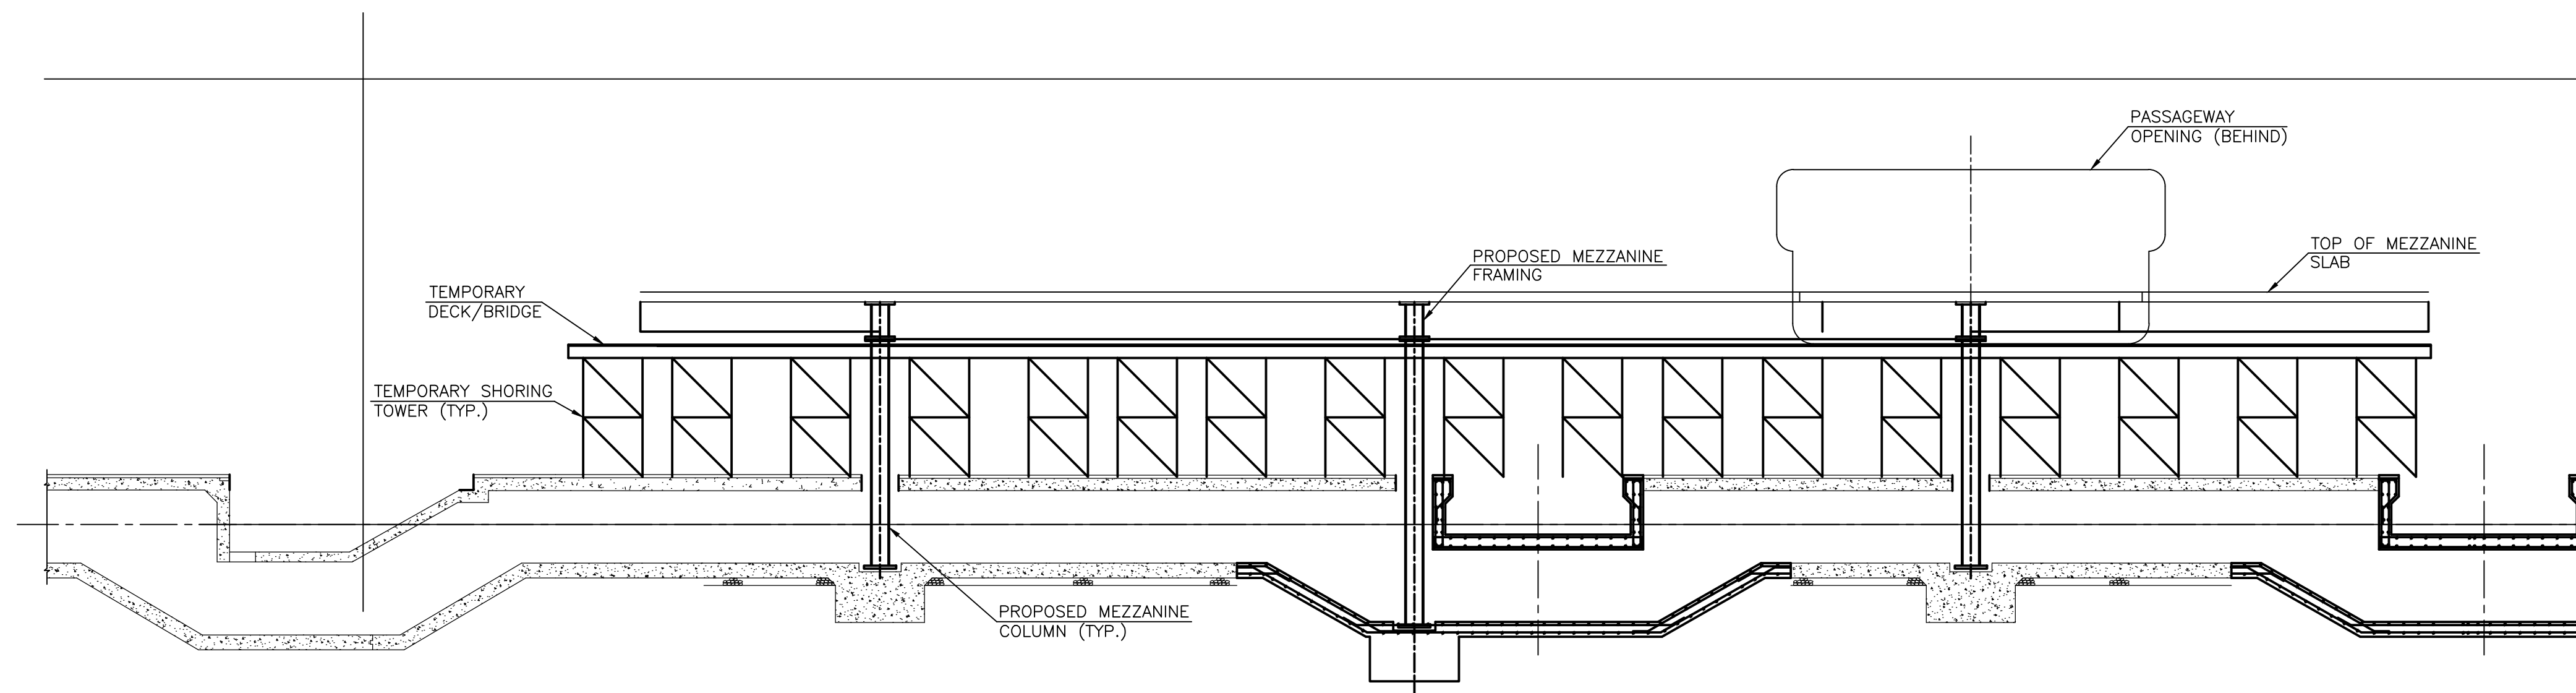 PASSAGEWAY
OPENING (BEHIND)
PROPOSED MEZZANINE
FRAMING
TOP OF MEZZANINE
SLAB
TEMPORARY
DECK/BRIDGE
TEMPORARY SHORING
TOWER (TYP.)
PROPOSED MEZZANINE
COLUMN (TYP.)